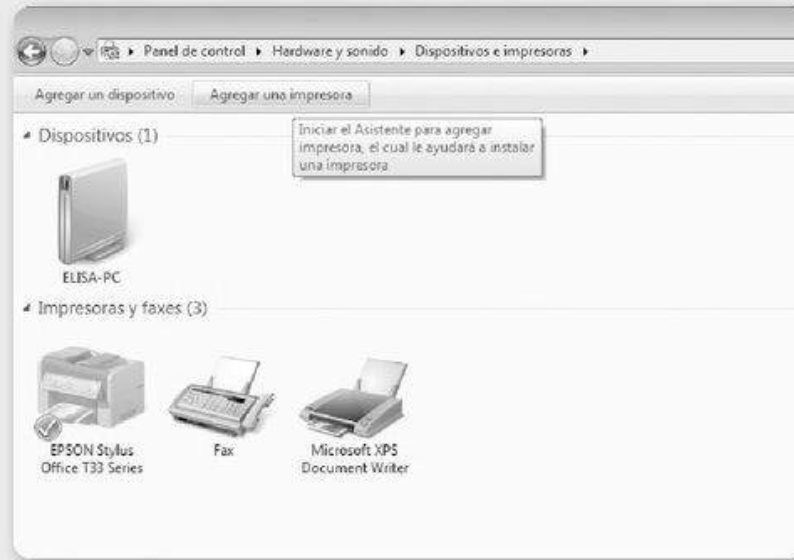 Panel de control Hardware y sonido Dispositivos e impresoras
Agregar un dispositivo Agregar una impresora
Iniciar el Asistente para agregar
impresora, el cual le ayudará a instalar
una impresora
Dispositivos (1)
ELISA-PC
Impresoras y faxes (3)
EPSON Stylus
Office T33 Series
Fax
Microsoft XPS
Document Writer